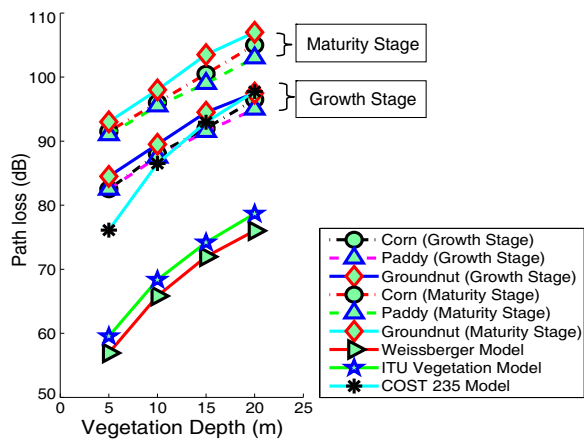 110
100
90
80
70
60
50
0
5
10
15
20
25
Path loss (dB)
Vegetation Depth (m)
Maturity Stage
Growth Stage
Corn (Growth Stage)
Paddy (Growth Stage)
Groundnut (Growth Stage)
Corn (Maturity Stage)
Paddy (Maturity Stage)
Groundnut (Maturity Stage)
Weissberger Model
ITU Vegetation Model
COST 235 Model